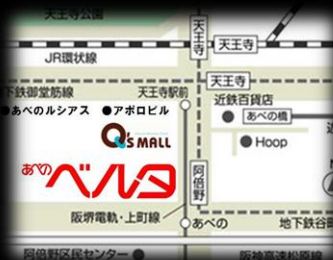 天王寺公園
天王寺
天王寺
JR環状線
地下鉄御堂筋線
天王寺
天王寺駅前
近鉄百貨店
●あべのルシアス
●アポロビル
あべの橋
Q's MALL
Hoop
あべの
ベルタ
阿倍野
阪堺電軌・上町線
あべの
地下鉄谷町
阿倍野区民センター
阪神高速松原線